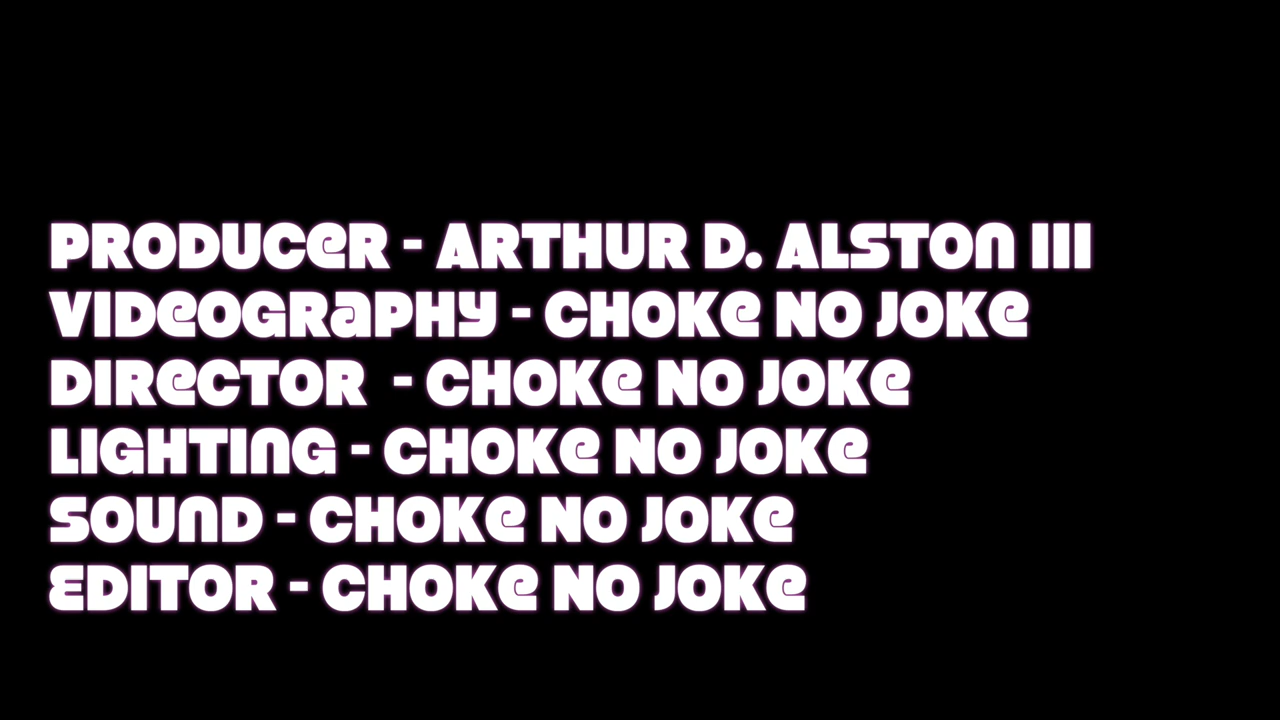 PRODUCER - ARTHUR D. ALSTON III
VIDEOGRAPHY - CHOKE NO JOKE
DIRECTOR - CHOKE NO JOKE
LIGHTING - CHOKE NO JOKE
SOUND - CHOKE NO JOKE
EDITOR - CHOKE NO JOKE